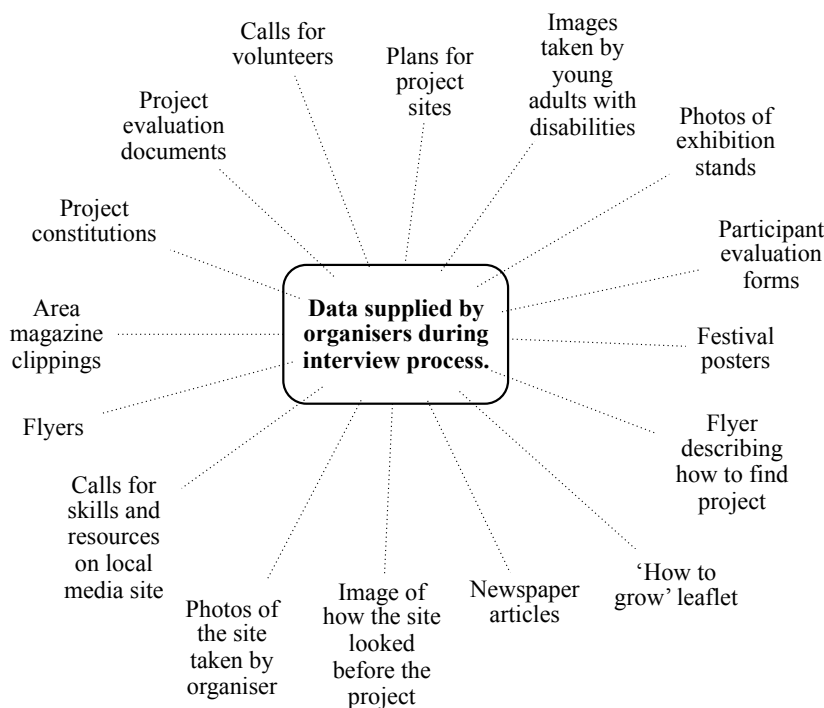 Calls for
volunteers
Plans for
project
sites
Images
taken by
young
adults with
disabilities
Photos of
exhibition
stands
Participant
evaluation
forms
Festival
posters
Flyer
describing
how to find
project
‘How to
grow’ leaflet
Newspaper
articles
Image of
how the site
looked
before the
project
Photos of
the site
taken by
organiser
Calls for
skills and
resources
on local
media site
Flyers
Area
magazine
clippings
Project
constitutions
Project
evaluation
documents
Data supplied by
organisers during
interview process.